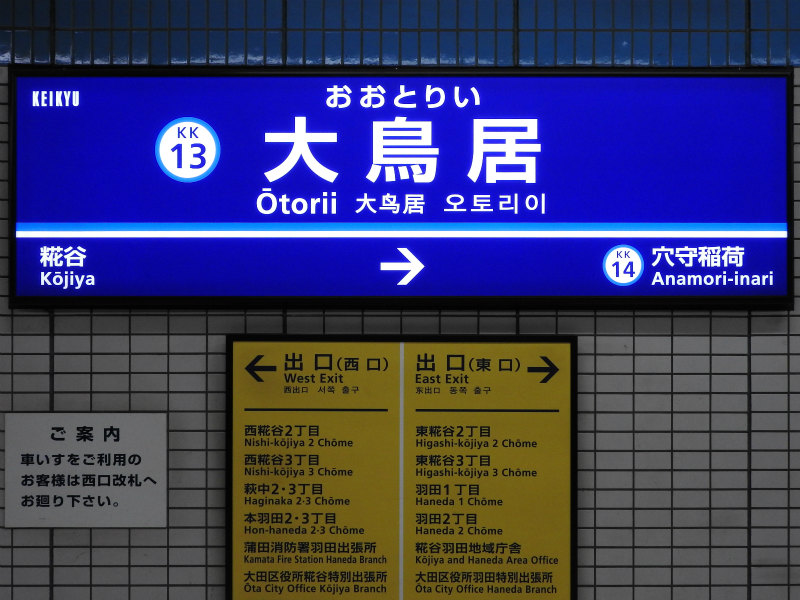 KEIKYU
おおとりい
KK
13
大鳥居
Ōtorii 大鸟居 오토리이
糀谷
Kōjiya
→
KK
14
穴守稲荷
Anamori-inari
← 出口(西口)
West Exit
西出口 서쪽 출구
西糀谷2丁目
Nishi-kōjiya 2 Chōme
西糀谷3丁目
Nishi-kōjiya 3 Chōme
萩中2・3丁目
Haginaka 2·3 Chōme
本羽田2・3丁目
Hon-haneda 2·3 Chōme
蒲田消防署羽田出張所
Kamata Fire Station Haneda Branch
大田区役所糀谷特別出張所
Ōta City Office Kōjiya Branch
出口(東口) →
East Exit
东出口 동쪽 출구
東糀谷2丁目
Higashi-kōjiya 2 Chōme
東糀谷3丁目
Higashi-kōjiya 3 Chōme
羽田1丁目
Haneda 1 Chōme
羽田2丁目
Haneda 2 Chōme
糀谷羽田地域庁舎
Kōjiya and Haneda Area Office
大田区役所羽田特別出張所
Ōta City Office Haneda Branch
ご案内
車いすをご利用の
お客様は西口改札へ
お廻り下さい。